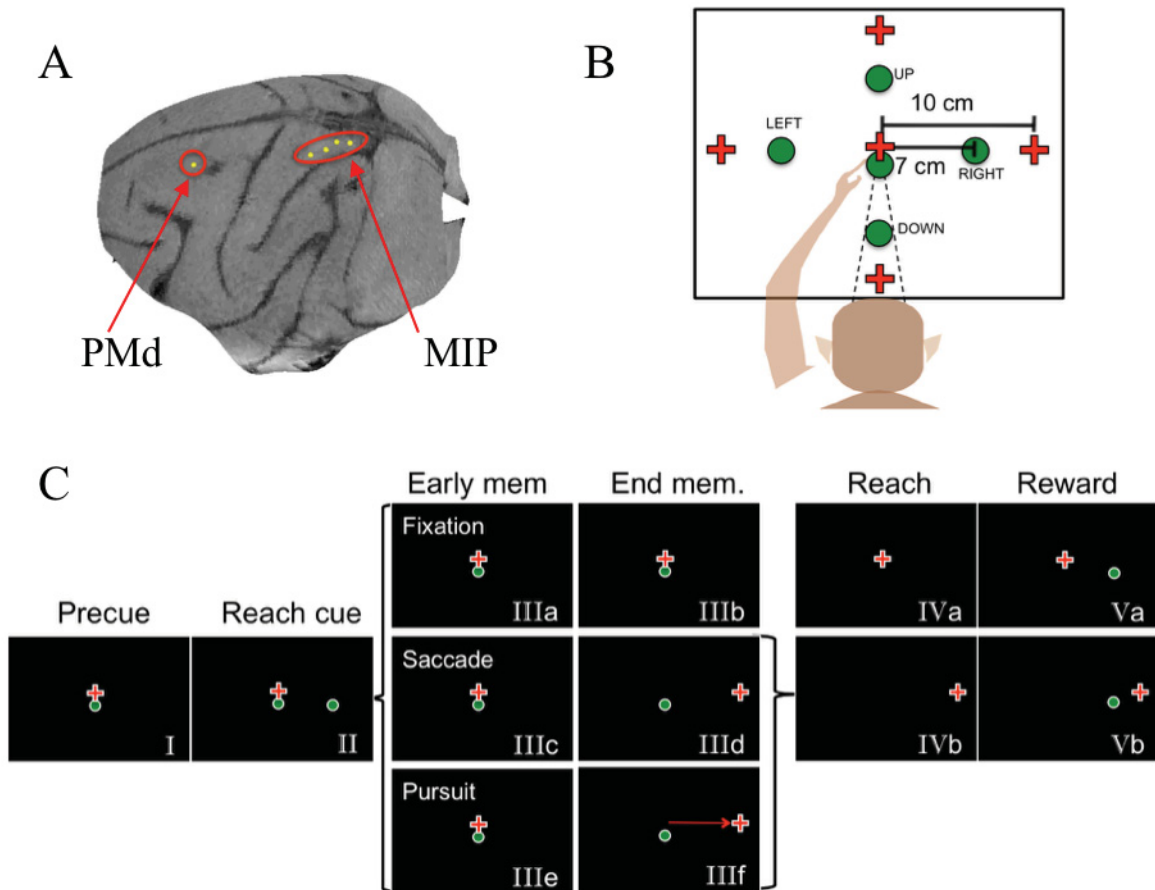 A
PMd
MIP
B
UP
10 cm
LEFT
7 cm
RIGHT
DOWN
C
Early mem
End mem.
Reach
Reward
Fixation
IIIa
IIIb
IVa
Va
Precue
Reach cue
I
II
Saccade
IIIc
IIId
IVb
Vb
Pursuit
IIIe
IIIf